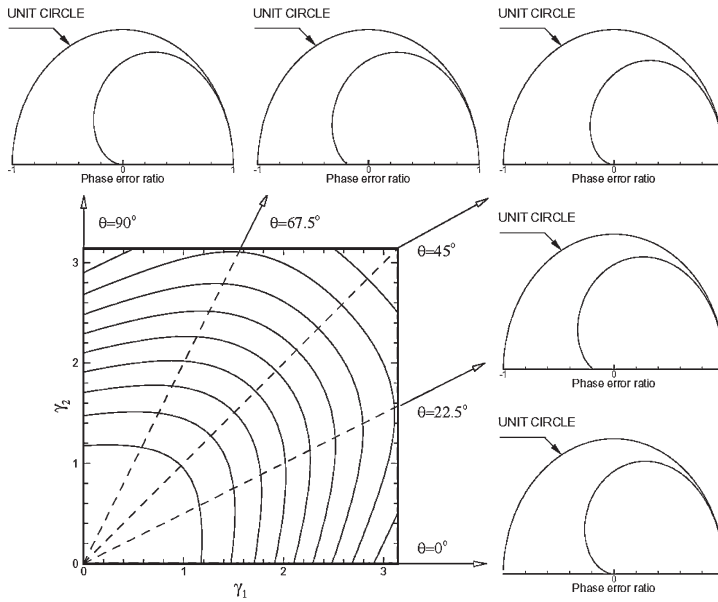 UNIT CIRCLE
-1 0 1
Phase error ratio
UNIT CIRCLE
-1 0 1
Phase error ratio
UNIT CIRCLE
-1 0
Phase error ratio
θ=90°
θ=67.5°
θ=45°
θ=22.5°
θ=0°
3
2
1
0
γ2
0 1 2 3
γ1
UNIT CIRCLE
-1 0
Phase error ratio
UNIT CIRCLE
0
Phase error ratio